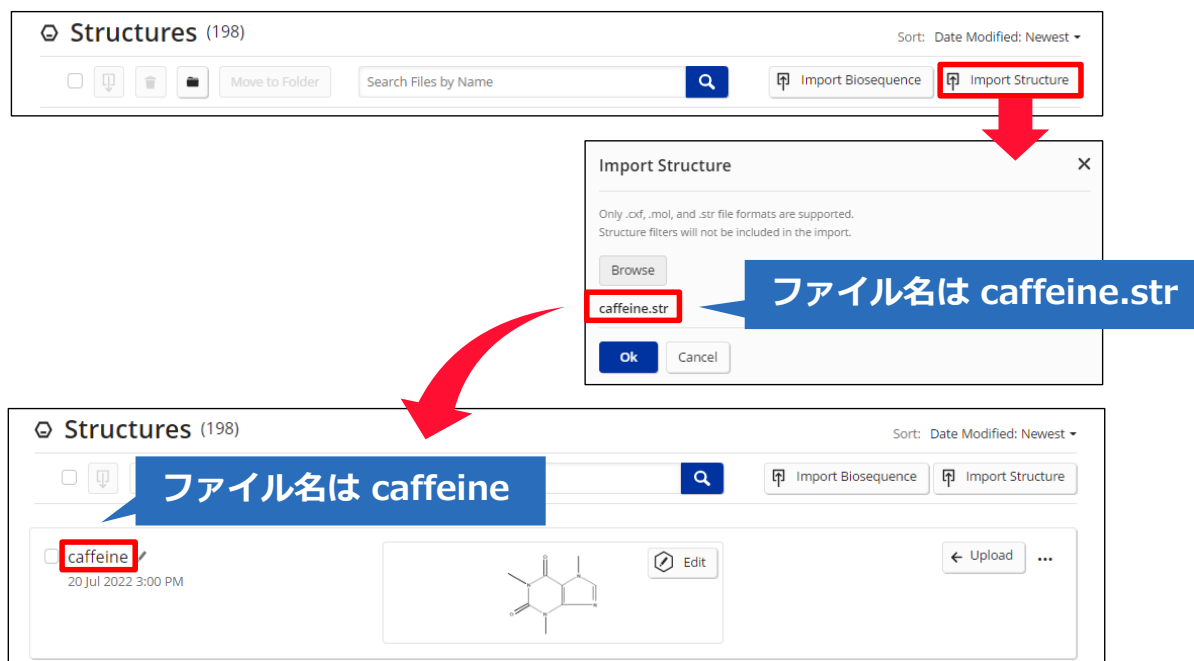 Structures (198)
Sort: Date Modified: Newest
Move to Folder
Search Files by Name
Import Biosequence
Import Structure
Import Structure
Only .cxf, .mol, and .str file formats are supported.
Structure filters will not be included in the import.
Browse
caffeine.str
ファイル名は caffeine.str
Ok
Cancel
Structures (198)
Sort: Date Modified: Newest
ファイル名は caffeine
Import Biosequence
Import Structure
caffeine
20 Jul 2022 3:00 PM
Edit
Upload